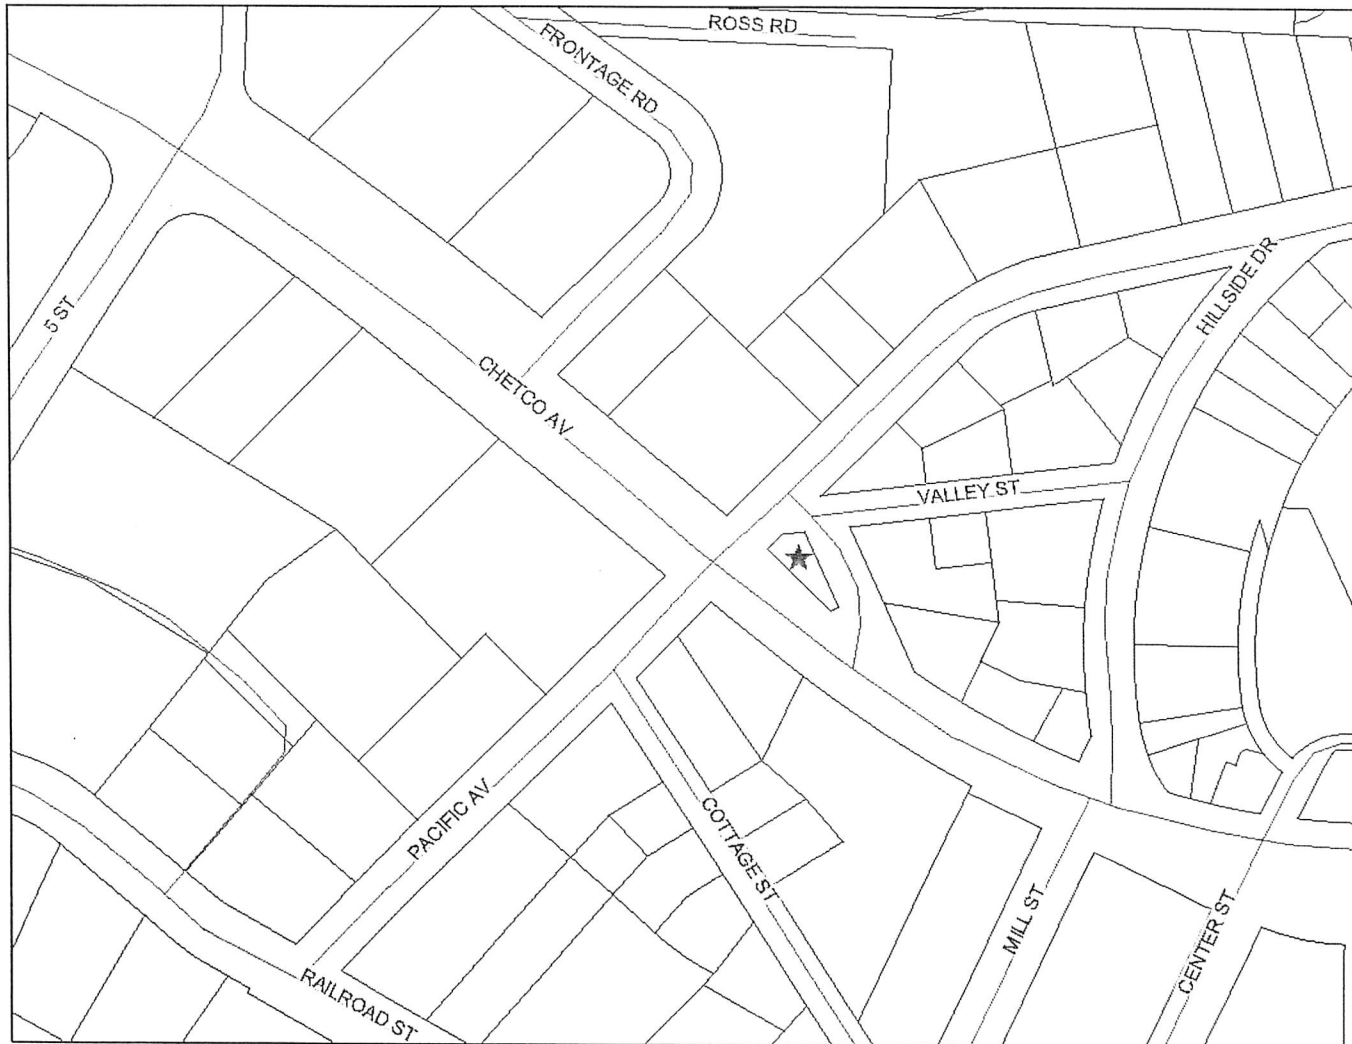 ROSS RD
FRONTAGE RD
HILLSIDE DR
5 ST
CHETCO AV
VALLEY ST
PACIFIC AV
COTTAGE ST
MILL ST
CENTER ST
RAILROAD ST